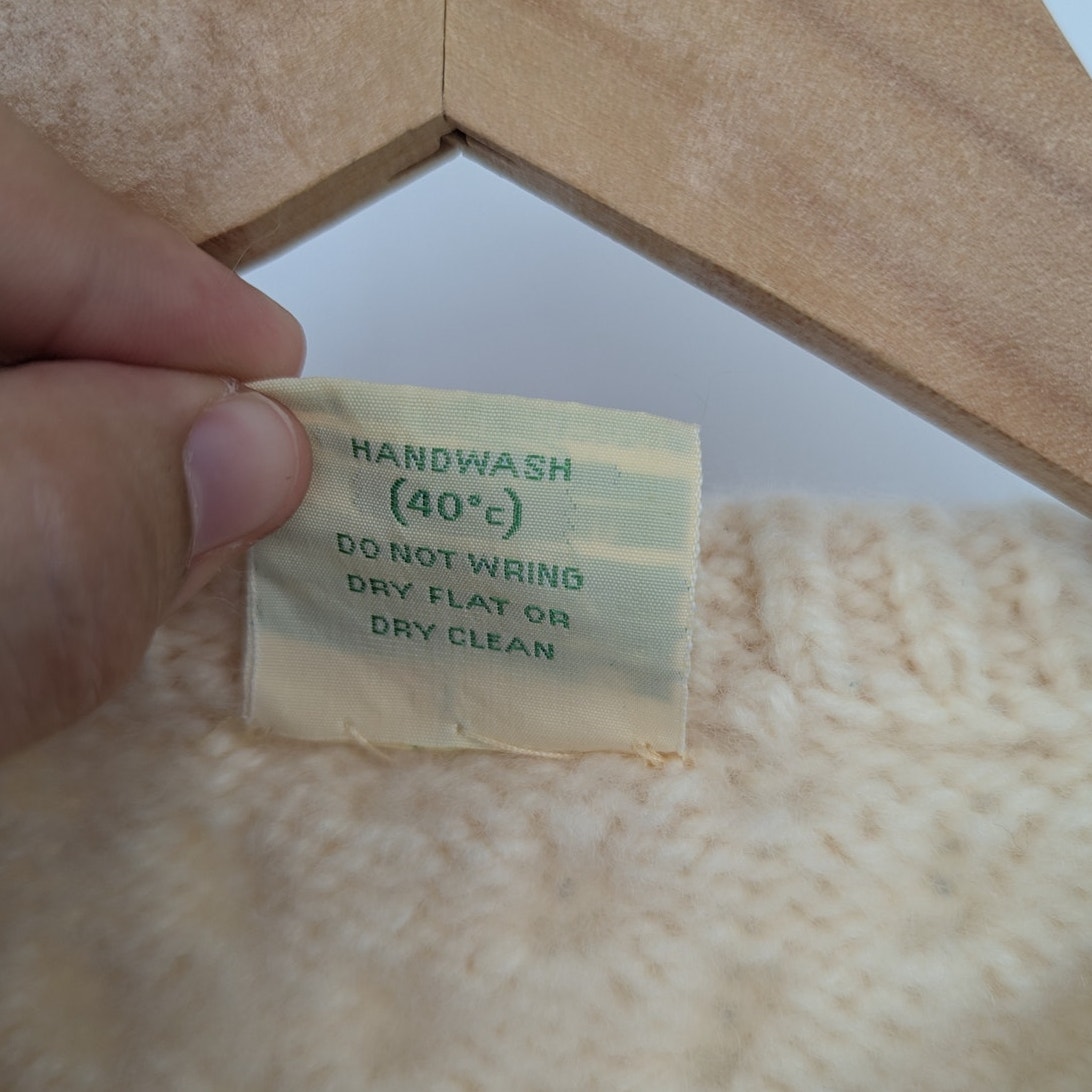 HANDWASH
(40°c)
DO NOT WRING
DRY FLAT OR
DRY CLEAN